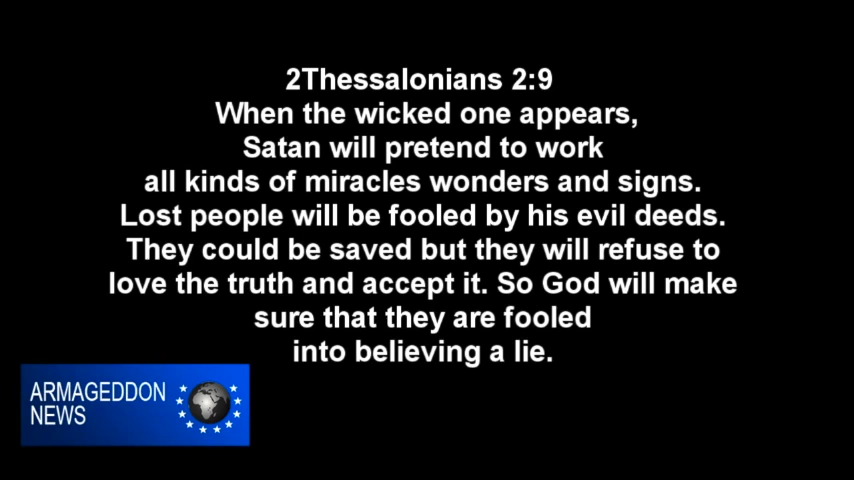 2Thessalonians 2:9
When the wicked one appears,
Satan will pretend to work
all kinds of miracles wonders and signs.
Lost people will be fooled by his evil deeds.
They could be saved but they will refuse to
love the truth and accept it. So God will make
sure that they are fooled
into believing a lie.
ARMAGEDDON
NEWS